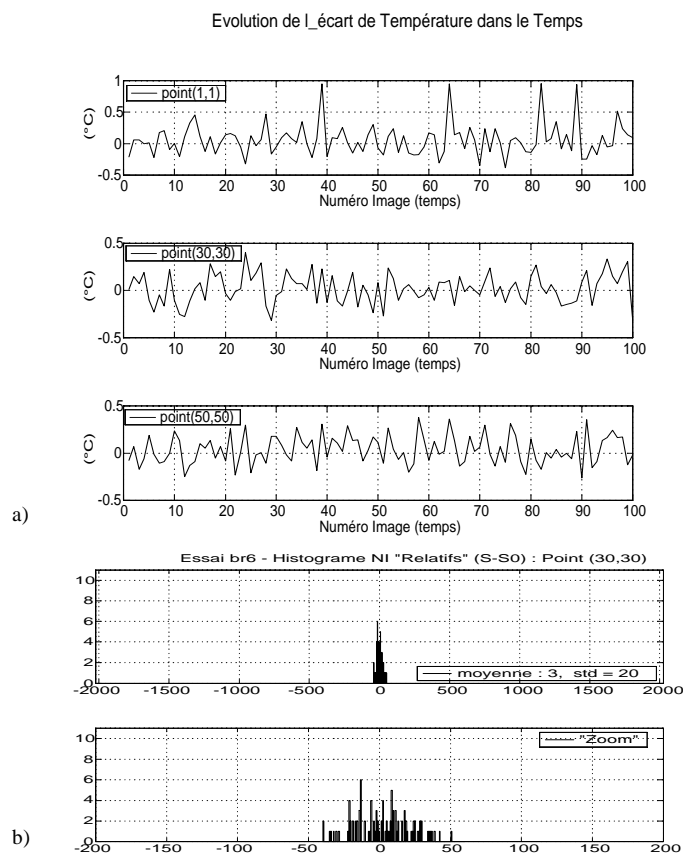 Evolution de l_écart de Température dans le Temps
1
0.5
0
-0.5
(°C)
point(1,1)
0 10 20 30 40 50 60 70 80 90 100
Numéro Image (temps)
0.5
0
-0.5
(°C)
point(30,30)
0 10 20 30 40 50 60 70 80 90 100
Numéro Image (temps)
0.5
0
-0.5
(°C)
point(50,50)
0 10 20 30 40 50 60 70 80 90 100
Numéro Image (temps)
a)
Essai br6 - Histograme NI "Relatifs" (S-S0) : Point (30,30)
10
8
6
4
2
0
moyenne : 3, std = 20
-2000 -1500 -1000 -500 0 500 1000 1500 2000
10
8
6
4
2
0
"Zoom"
-200 -150 -100 -50 0 50 100 150 200
b)